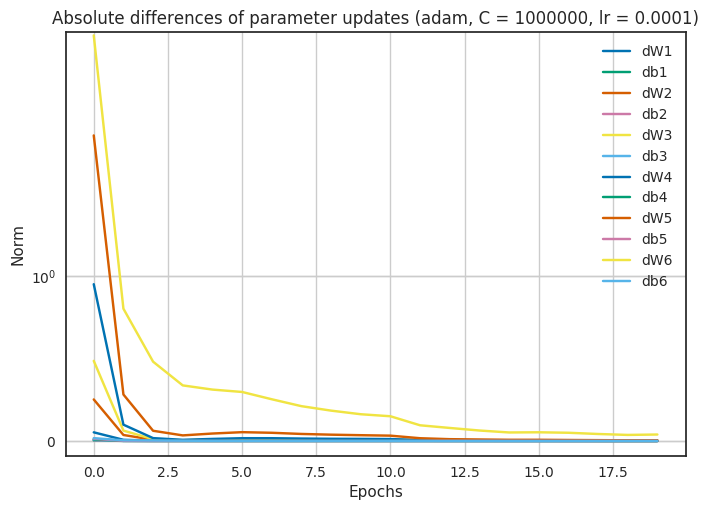 Absolute differences of parameter updates (adam, C = 1000000, lr = 0.0001)
Norm
10^0
0
0.0 2.5 5.0 7.5 10.0 12.5 15.0 17.5
Epochs
dW1
db1
dW2
db2
dW3
db3
dW4
db4
dW5
db5
dW6
db6